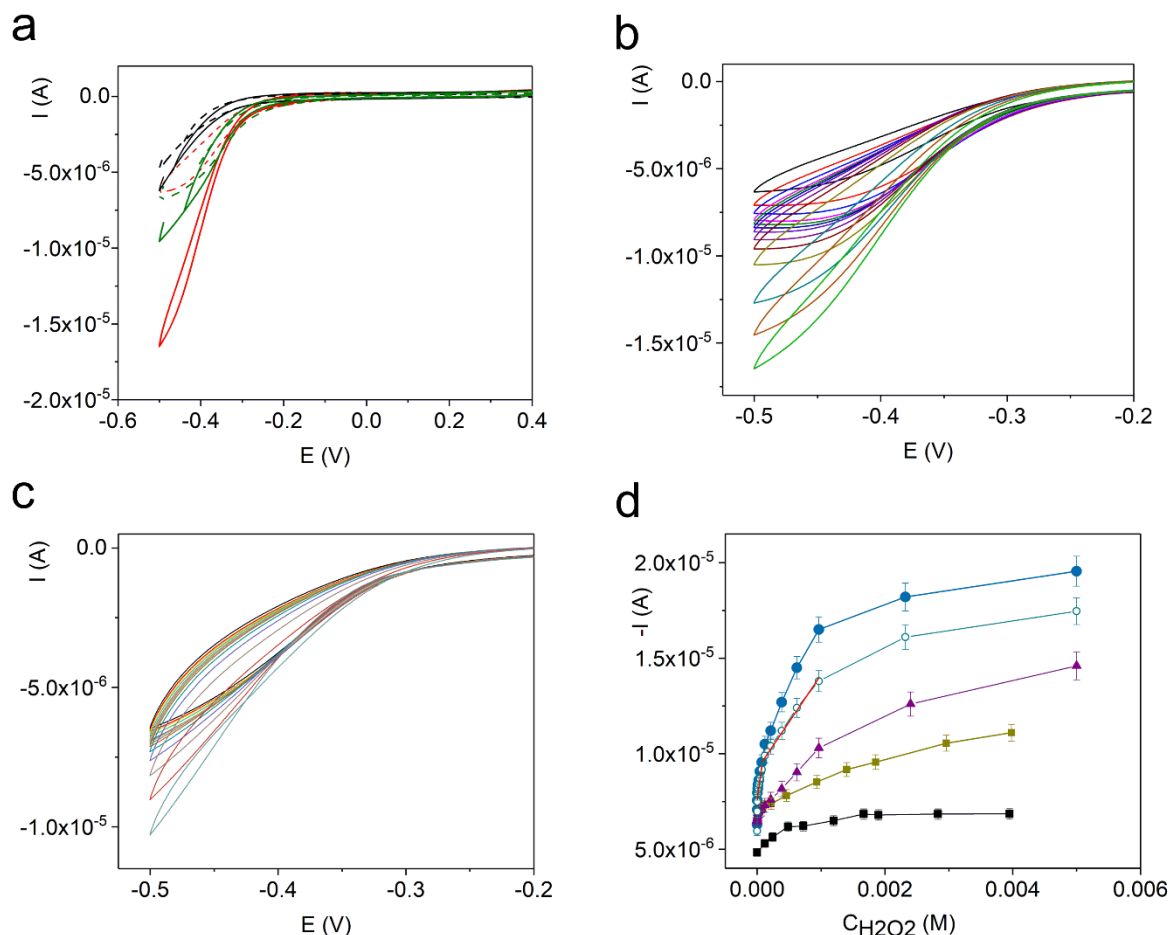 a
I (A)
0.0
-5.0x10⁻⁶
-1.0x10⁻⁵
-1.5x10⁻⁵
-2.0x10⁻⁵
-0.6 -0.4 -0.2 0.0 0.2 0.4
E (V)
b
I (A)
0.0
-5.0x10⁻⁶
-1.0x10⁻⁵
-1.5x10⁻⁵
-0.5 -0.4 -0.3 -0.2
E (V)
c
I (A)
0.0
-5.0x10⁻⁶
-1.0x10⁻⁵
-0.5 -0.4 -0.3 -0.2
E (V)
d
-I (A)
2.0x10⁻⁵
1.5x10⁻⁵
1.0x10⁻⁵
5.0x10⁻⁶
0.000 0.002 0.004 0.006
C_H2O2 (M)